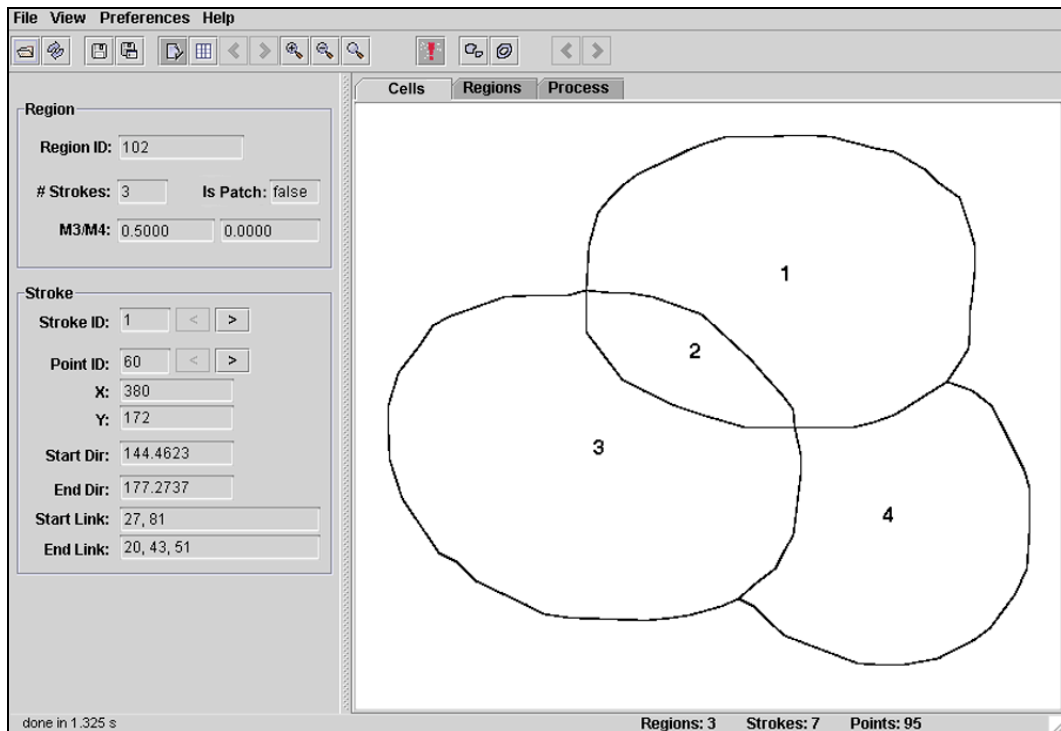 File View Preferences Help
Cells Regions Process
Region
Region ID: 102
# Strokes: 3 Is Patch: false
M3/M4: 0.5000 0.0000
Stroke
Stroke ID: 1 < >
Point ID: 60 < >
X: 380
Y: 172
Start Dir: 144.4623
End Dir: 177.2737
Start Link: 27, 81
End Link: 20, 43, 51
1
2
3
4
done in 1.325 s Regions: 3 Strokes: 7 Points: 95